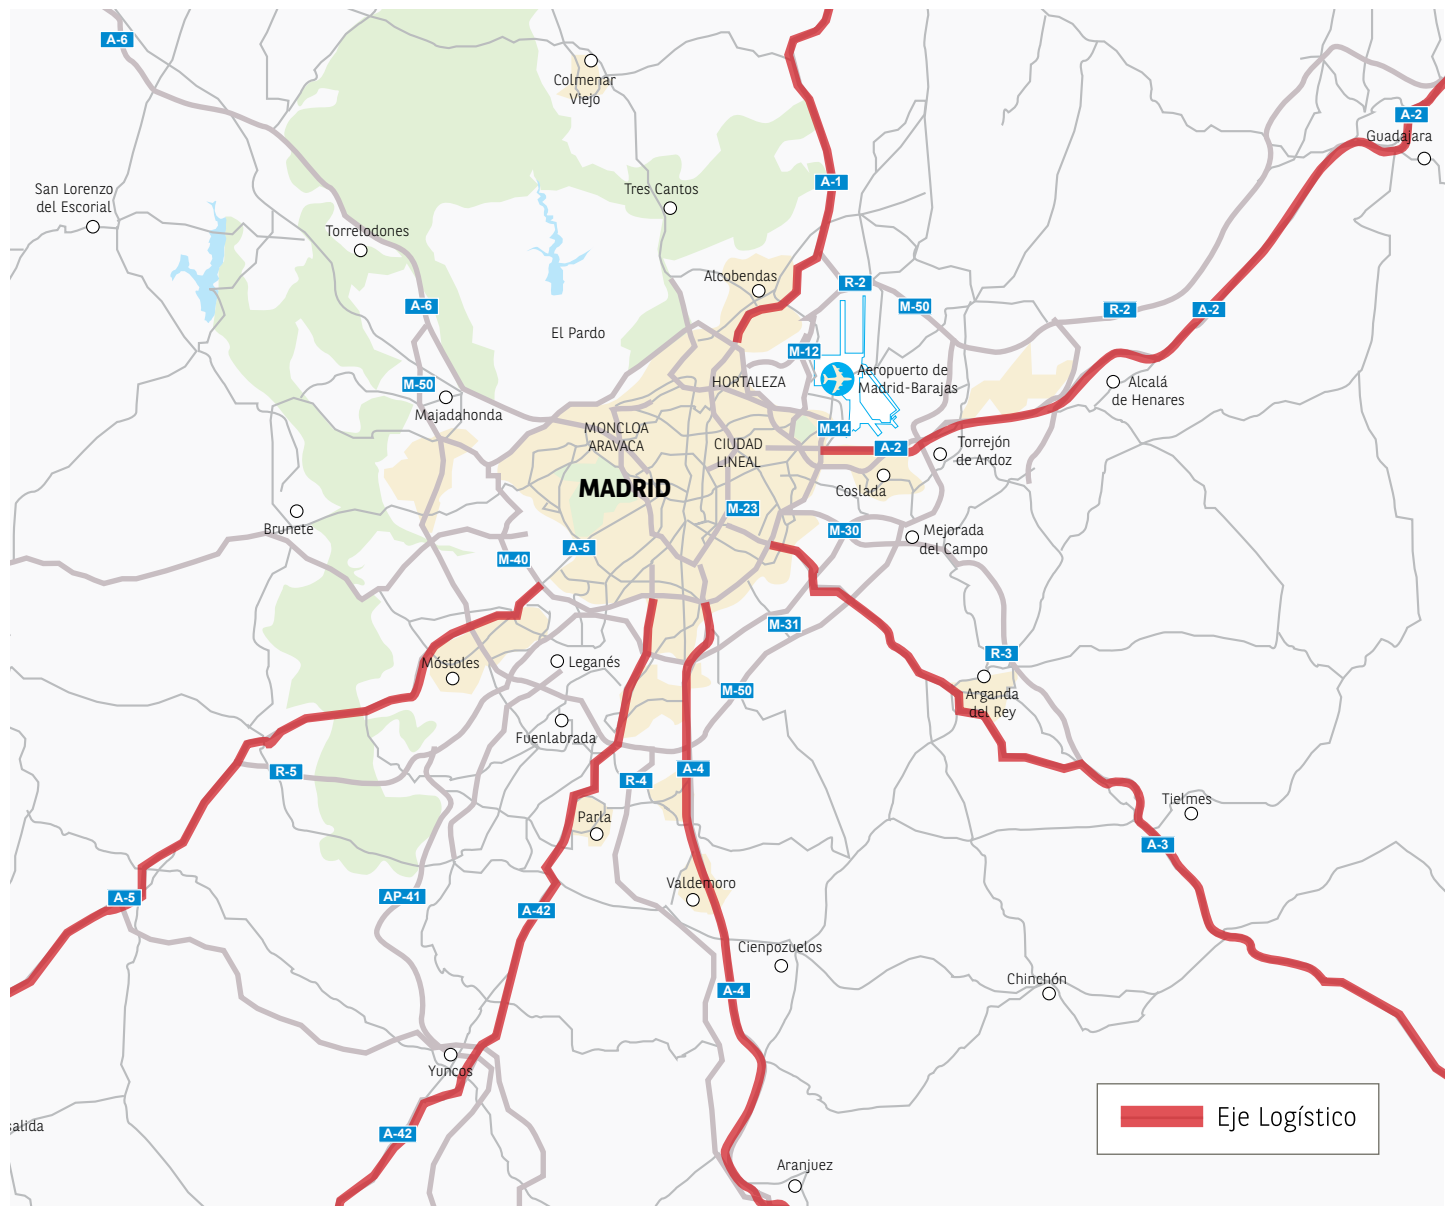 A-6
Colmenar
Viejo
A-2
Guadajara
San Lorenzo
del Escorial
Tres Cantos
A-1
Torrelodones
Alcobendas
R-2
A-6
M-50
R-2
A-2
El Pardo
M-12
Aeropuerto de
Madrid-Barajas
HORTALEZA
M-50
Majadahonda
Alcalá
de Henares
MONCLOA
ARAVACA
M-14
CIUDAD
LINEAL
A-2
Torrejón
de Ardoz
MADRID
Coslada
M-23
Brunete
M-30
Mejorada
del Campo
A-5
M-40
M-31
R-3
Móstoles
Leganés
M-50
Arganda
del Rey
Fuenlabrada
R-5
R-4
A-4
Tielmes
Parla
A-3
Valdemoro
A-5
AP-41
A-42
Cienpozuelos
Chinchón
A-4
Yuncos
Eje Logístico
salida
A-42
Aranjuez